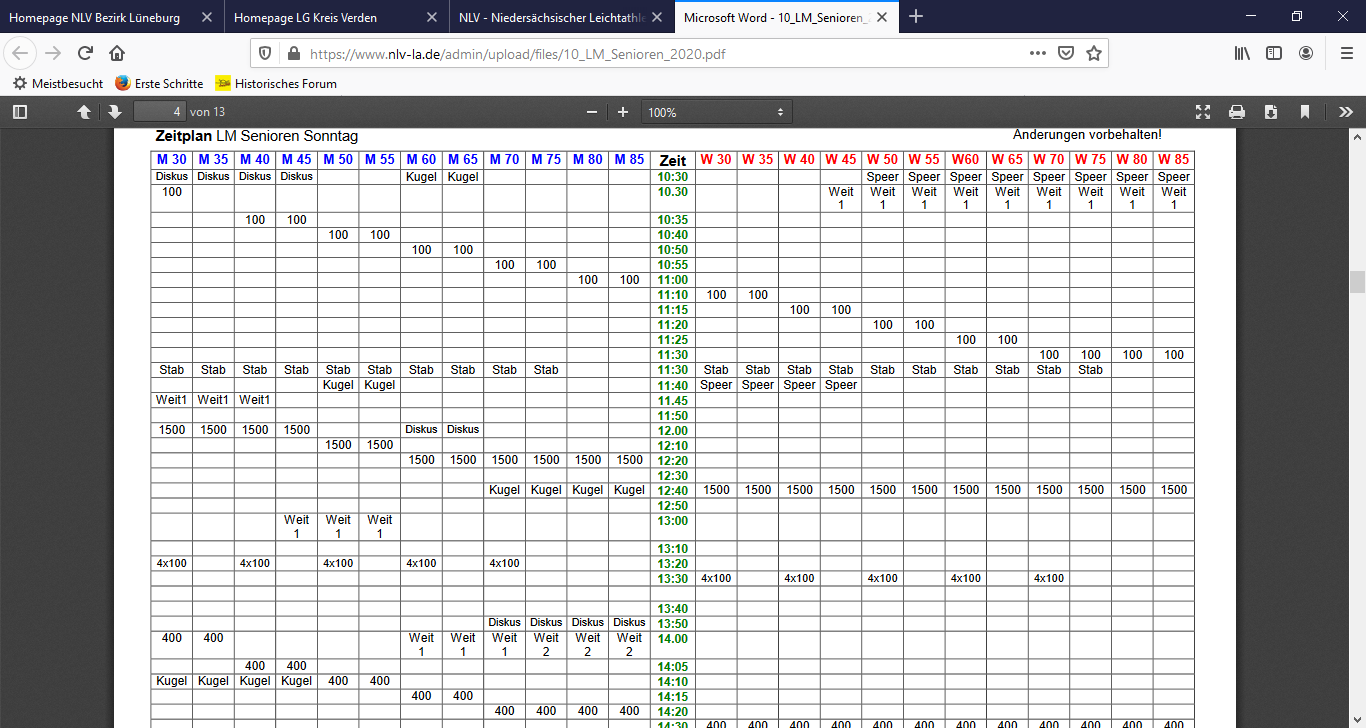 Homepage NLV Bezirk Lüneburg Homepage LG Kreis Verden NLV - Niedersächsischer Leichtathle Microsoft Word - 10_LM_Senioren_2
https://www.nlv-la.de/admin/upload/files/10_LM_Senioren_2020.pdf
Meistbesucht Erste Schritte Historisches Forum
4 von 13 100%
Zeitplan LM Senioren Sonntag Änderungen vorbehalten!
M 30 M 35 M 40 M 45 M 50 M 55 M 60 M 65 M 70 M 75 M 80 M 85 Zeit W 30 W 35 W 40 W 45 W 50 W 55 W60 W 65 W 70 W 75 W 80 W 85
Diskus Diskus Diskus Diskus Kugel Kugel 10:30 Speer Speer Speer Speer Speer Speer Speer Speer
100 10.30 Weit Weit Weit Weit Weit Weit Weit Weit Weit
1 1 1 1 1 1 1 1 1
100 100 10:35
100 100 10:40
100 100 10:50
100 100 10:55
100 100 11:00
11:10 100 100
11:15 100 100
11:20 100 100
11:25 100 100
11:30 100 100 100 100
Stab Stab Stab Stab Stab Stab Stab Stab Stab Stab 11:30 Stab Stab Stab Stab Stab Stab Stab Stab Stab Stab
Kugel Kugel 11:40 Speer Speer Speer Speer
Weit1 Weit1 Weit1 11.45
11:50
1500 1500 1500 1500 Diskus Diskus 12.00
1500 1500 12:10
1500 1500 1500 1500 1500 1500 12:20
12:30
Kugel Kugel Kugel Kugel 12:40 1500 1500 1500 1500 1500 1500 1500 1500 1500 1500 1500 1500
12:50
Weit Weit Weit 13:00
1 1 1
13:10
4x100 4x100 4x100 4x100 4x100 13:20
13:30 4x100 4x100 4x100 4x100 4x100
13:40
Diskus Diskus Diskus Diskus 13:50
400 400 Weit Weit Weit Weit Weit Weit 14.00
1 1 1 2 2 2
400 400 14:05
Kugel Kugel Kugel Kugel 400 400 14:10
400 400 14:15
400 400 400 400 14:20
14:30 400 400 400 400 400 400 400 400 400 400 400 400